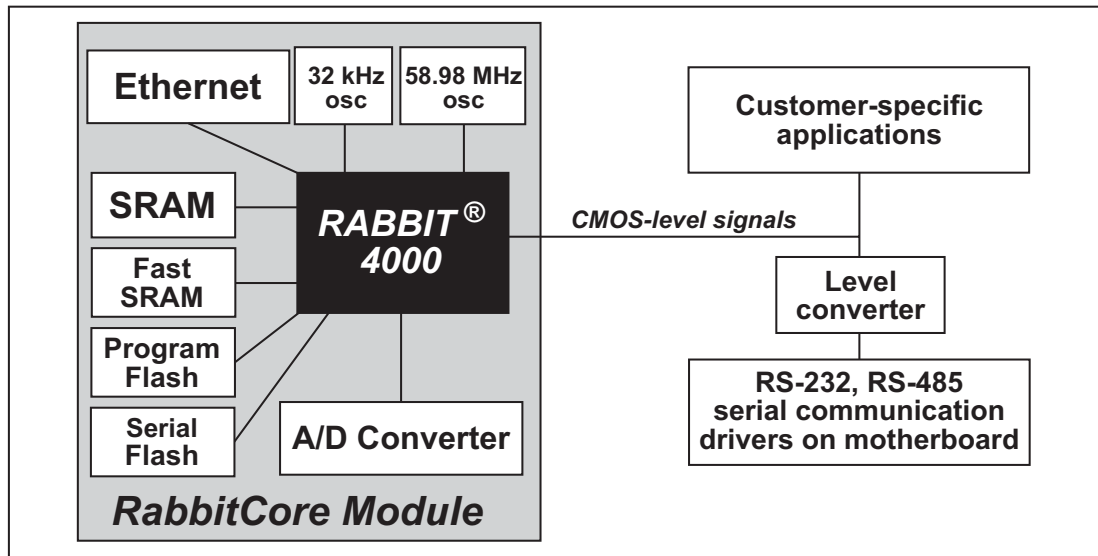 Ethernet
32 kHz
osc
58.98 MHz
osc
SRAM
Fast
SRAM
Program
Flash
Serial
Flash
RABBIT ®
4000
A/D Converter
RabbitCore Module
CMOS-level signals
Customer-specific
applications
Level
converter
RS-232, RS-485
serial communication
drivers on motherboard